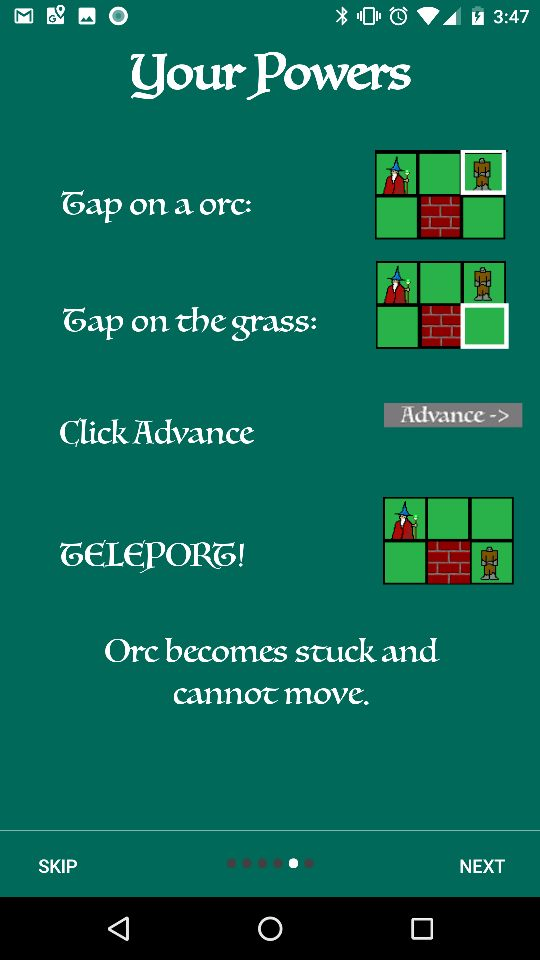 3:47
Your Powers
Tap on a orc:
Tap on the grass:
Click Advance
Advance ->
TELEPORT!
Orc becomes stuck and
cannot move.
SKIP
NEXT